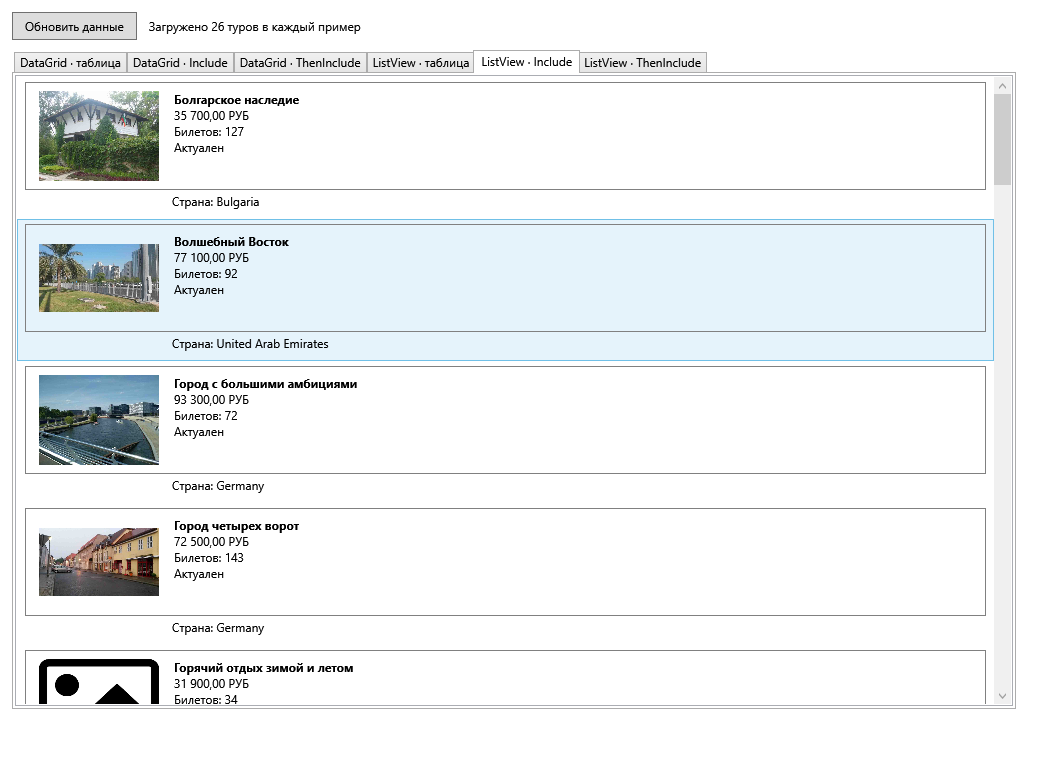 Обновить данные
Загружено 26 туров в каждый пример
DataGrid · таблица
DataGrid · Include
DataGrid · ThenInclude
ListView · таблица
ListView · Include
ListView · ThenInclude
Болгарское наследие
35 700,00 РУБ
Билетов: 127
Актуален
Страна: Bulgaria
Волшебный Восток
77 100,00 РУБ
Билетов: 92
Актуален
Страна: United Arab Emirates
Город с большими амбициями
93 300,00 РУБ
Билетов: 72
Актуален
Страна: Germany
Город четырех ворот
72 500,00 РУБ
Билетов: 143
Актуален
Страна: Germany
Горячий отдых зимой и летом
31 900,00 РУБ
Билетов: 34